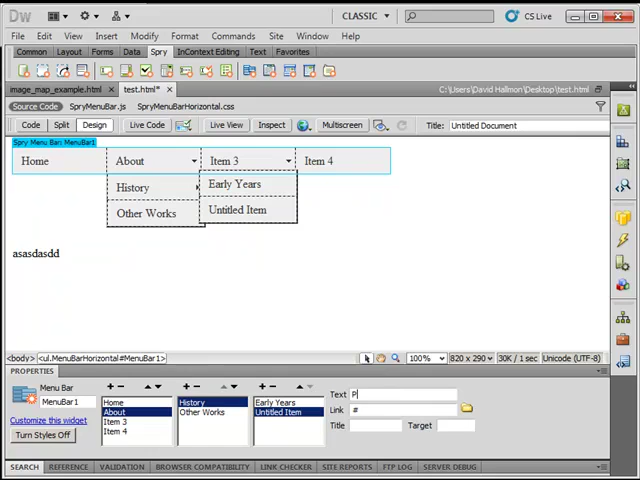 Dw CLASSIC CS Live
File Edit View Insert Modify Format Commands Site Window Help
Common Layout Forms Data Spry InContext Editing Text Favorites
image_map_example.html test.html* C:\Users\David Hallmon\Desktop\test.html
Source Code SpryMenuBar.js SpryMenuBarHorizontal.css
Code Split Design Live Code Live View Inspect Multiscreen Title: Untitled Document
Spry Menu Bar: MenuBar1
Home About Item 3 Item 4
History Early Years
Other Works Untitled Item
asasdasdd
<body> <ul.MenuBarHorizontal#MenuBar1> 100% 820 x 290 30K / 1 sec Unicode (UTF-8)
PROPERTIES
Menu Bar
MenuBar1
Customize this widget
Turn Styles Off
Home
About
Item 3
Item 4
History
Other Works
Early Years
Untitled Item
Text P
Link #
Title Target
SEARCH REFERENCE VALIDATION BROWSER COMPATIBILITY LINK CHECKER SITE REPORTS FTP LOG SERVER DEBUG